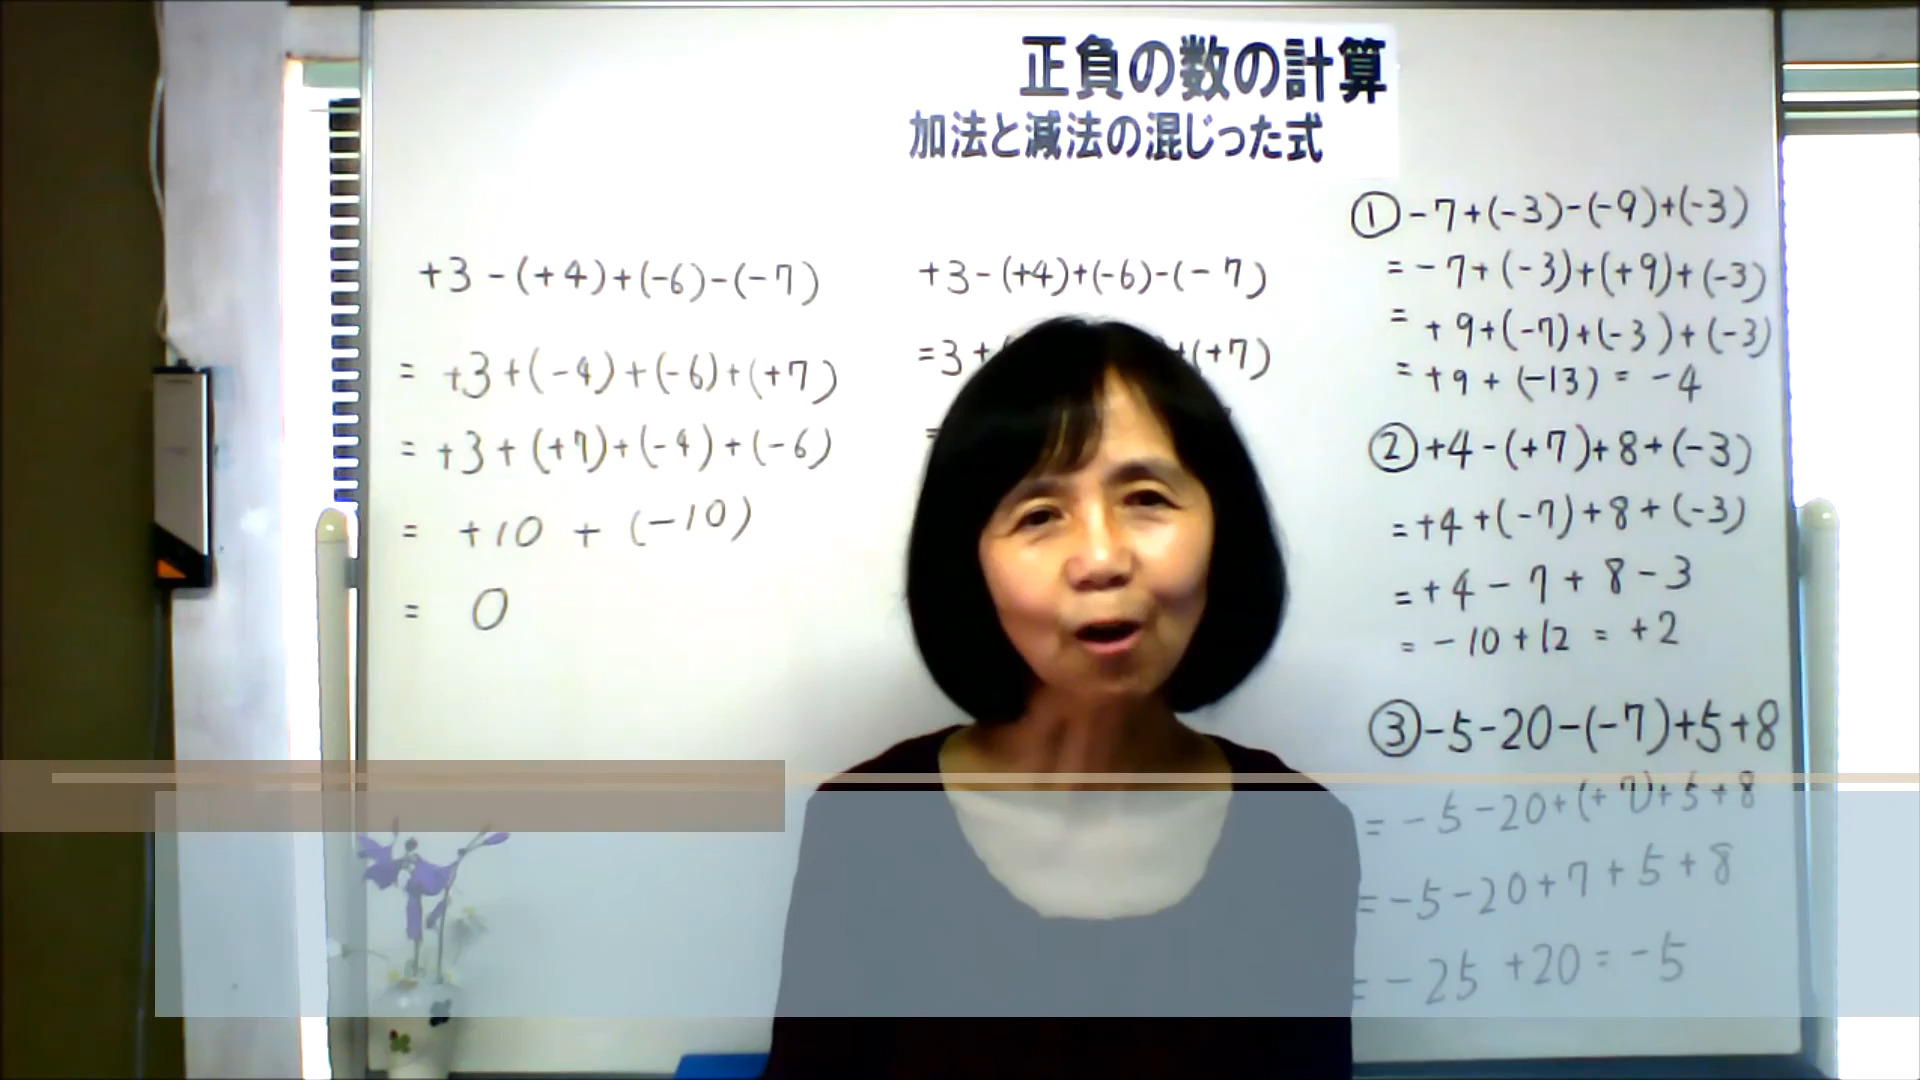 正負の数の計算
加法と減法の混じった式
+3-(+4)+(-6)-(-7)
= +3+(-4)+(-6)+(+7)
= +3+(+7)+(-4)+(-6)
= +10 + (-10)
= 0
+3-(+4)+(-6)-(-7)
=3+ +(+7)
=
①-7+(-3)-(-9)+(-3)
=-7+(-3)+(+9)+(-3)
= +9+(-7)+(-3)+(-3)
= +9+(-13) = -4
②+4-(+7)+8+(-3)
=+4+(-7)+8+(-3)
=+4-7+8-3
= -10+12 = +2
③-5-20-(-7)+5+8
= -5-20+(+7)+5+8
=-5-20+7+5+8
= -25 +20 = -5